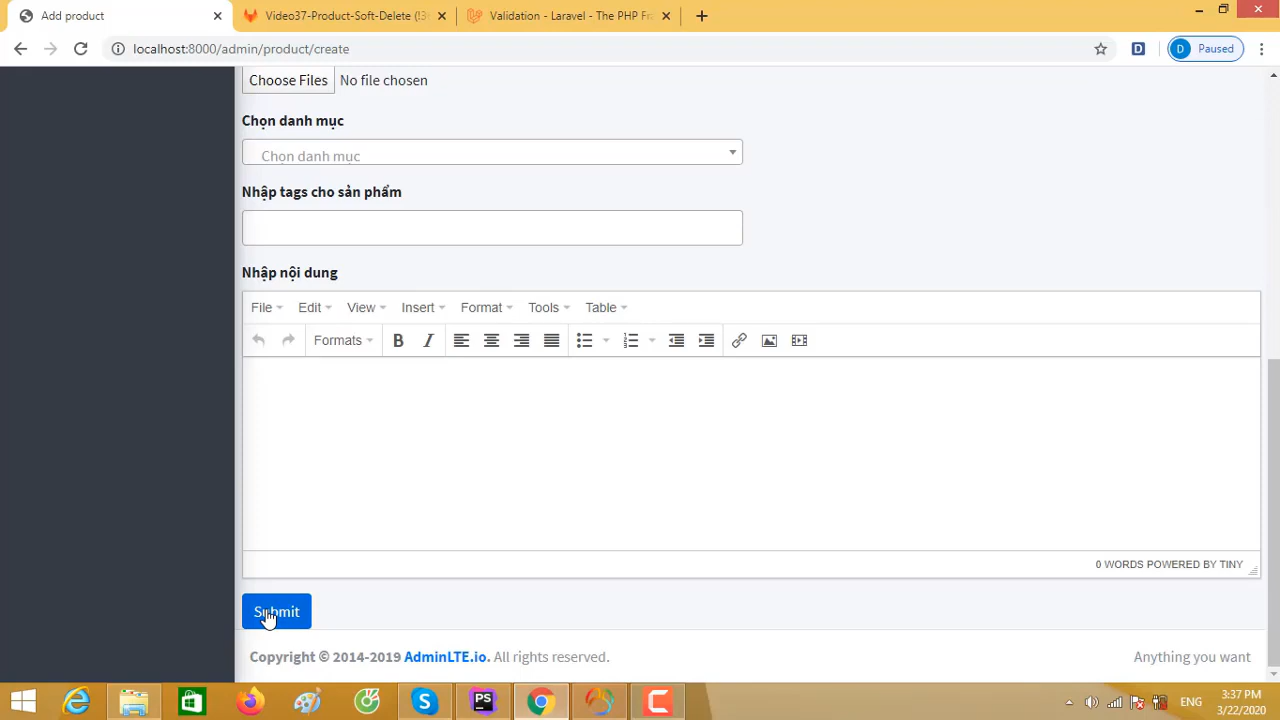 Add product
Video37-Product-Soft-Delete (!3
Validation - Laravel - The PHP Fr
localhost:8000/admin/product/create
D
Paused
Choose Files No file chosen
Chọn danh mục
Chọn danh mục
Nhập tags cho sản phẩm
Nhập nội dung
File Edit View Insert Format Tools Table
Formats B I
0 WORDS POWERED BY TINY
Submit
Copyright © 2014-2019 AdminLTE.io. All rights reserved.
Anything you want
ENG
3:37 PM
3/22/2020